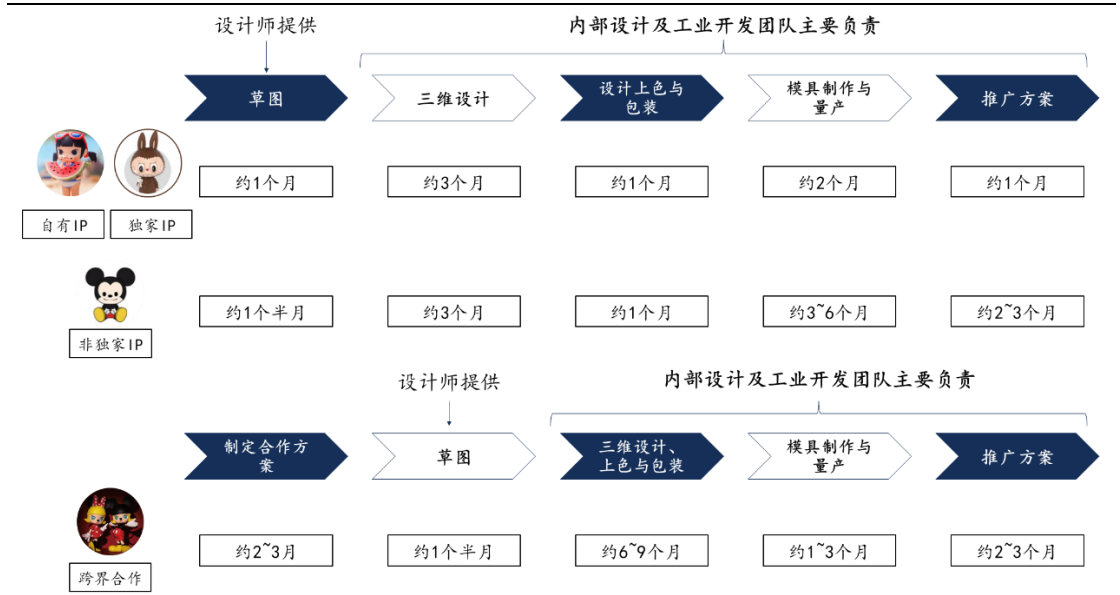 设计师提供
内部设计及工业开发团队主要负责
草图
三维设计
设计上色与
包装
模具制作与
量产
推广方案
约1个月
约3个月
约1个月
约2个月
约1个月
自有IP
独家IP
约1个半月
约3个月
约1个月
约3~6个月
约2~3个月
非独家IP
设计师提供
内部设计及工业开发团队主要负责
制定合作方
案
草图
三维设计、
上色与包装
模具制作与
量产
推广方案
约2~3月
约1个半月
约6~9个月
约1~3个月
约2~3个月
跨界合作